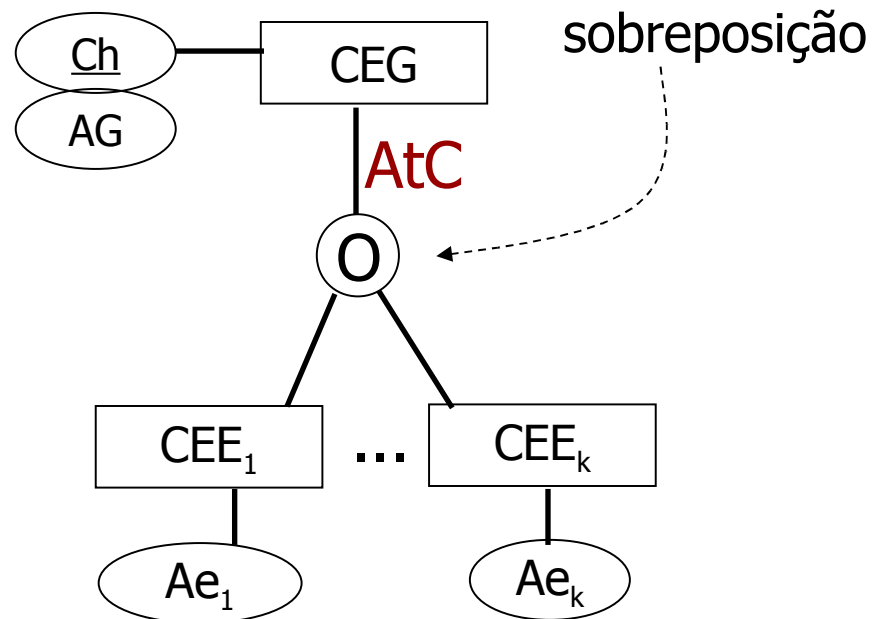 sobreposição
Ch
CEG
AG
AtC
O
CEE₁
...
CEEₖ
Ae₁
Aeₖ